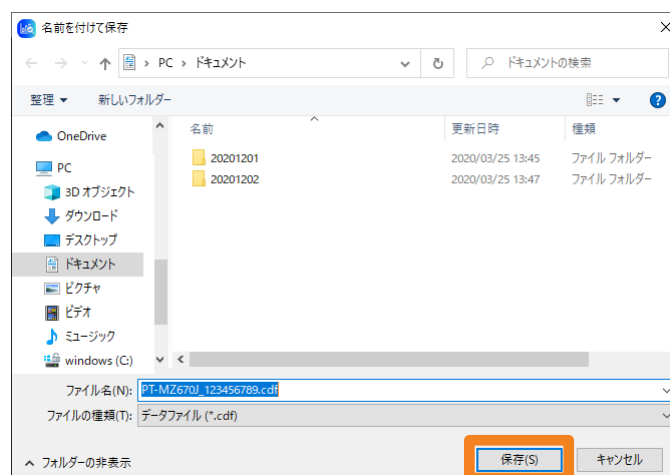 名前を付けて保存
PC › ドキュメント
ドキュメントの検索
整理
新しいフォルダー
名前 更新日時 種類
20201201 2020/03/25 13:45 ファイル フォルダー
20201202 2020/03/25 13:47 ファイル フォルダー
OneDrive
PC
3D オブジェクト
ダウンロード
デスクトップ
ドキュメント
ピクチャ
ビデオ
ミュージック
windows (C:)
ファイル名(N): PT-MZ670J_123456789.cdf
ファイルの種類(T): データファイル (*.cdf)
フォルダーの非表示
保存(S)
キャンセル